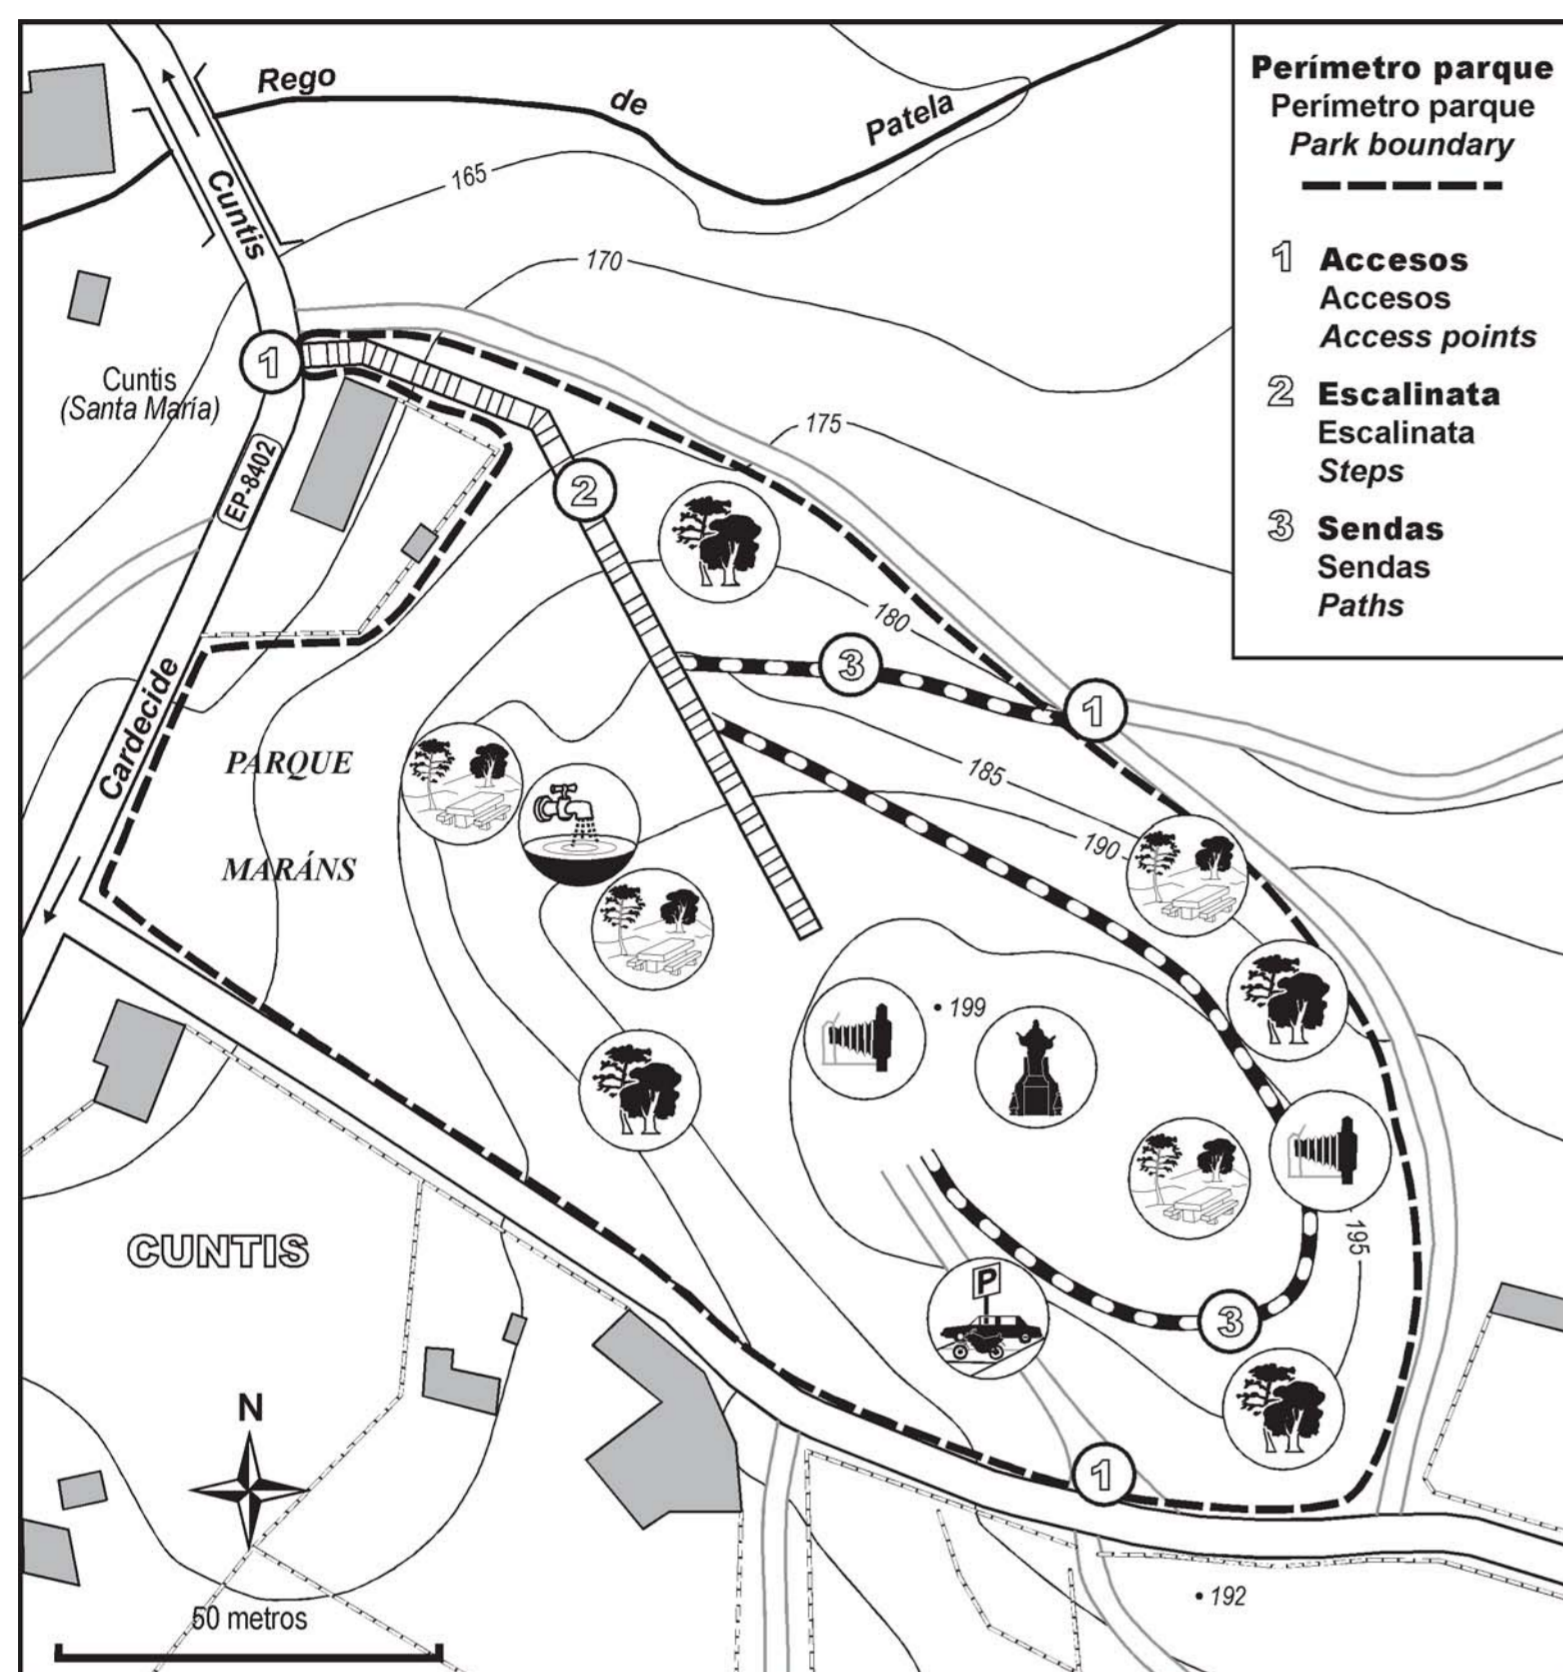 Rego de Patela
Cuntis
165
170
175
Cuntis
(Santa María)
1
EP-8402
2
Cardecide
180
3
1
185
190
PARQUE
MARÁNS
199
195
CUNTIS
P
3
1
N
192
50 metros
Perímetro parque
Perímetro parque
Park boundary
1 Accesos
Accesos
Access points
2 Escalinata
Escalinata
Steps
3 Sendas
Sendas
Paths